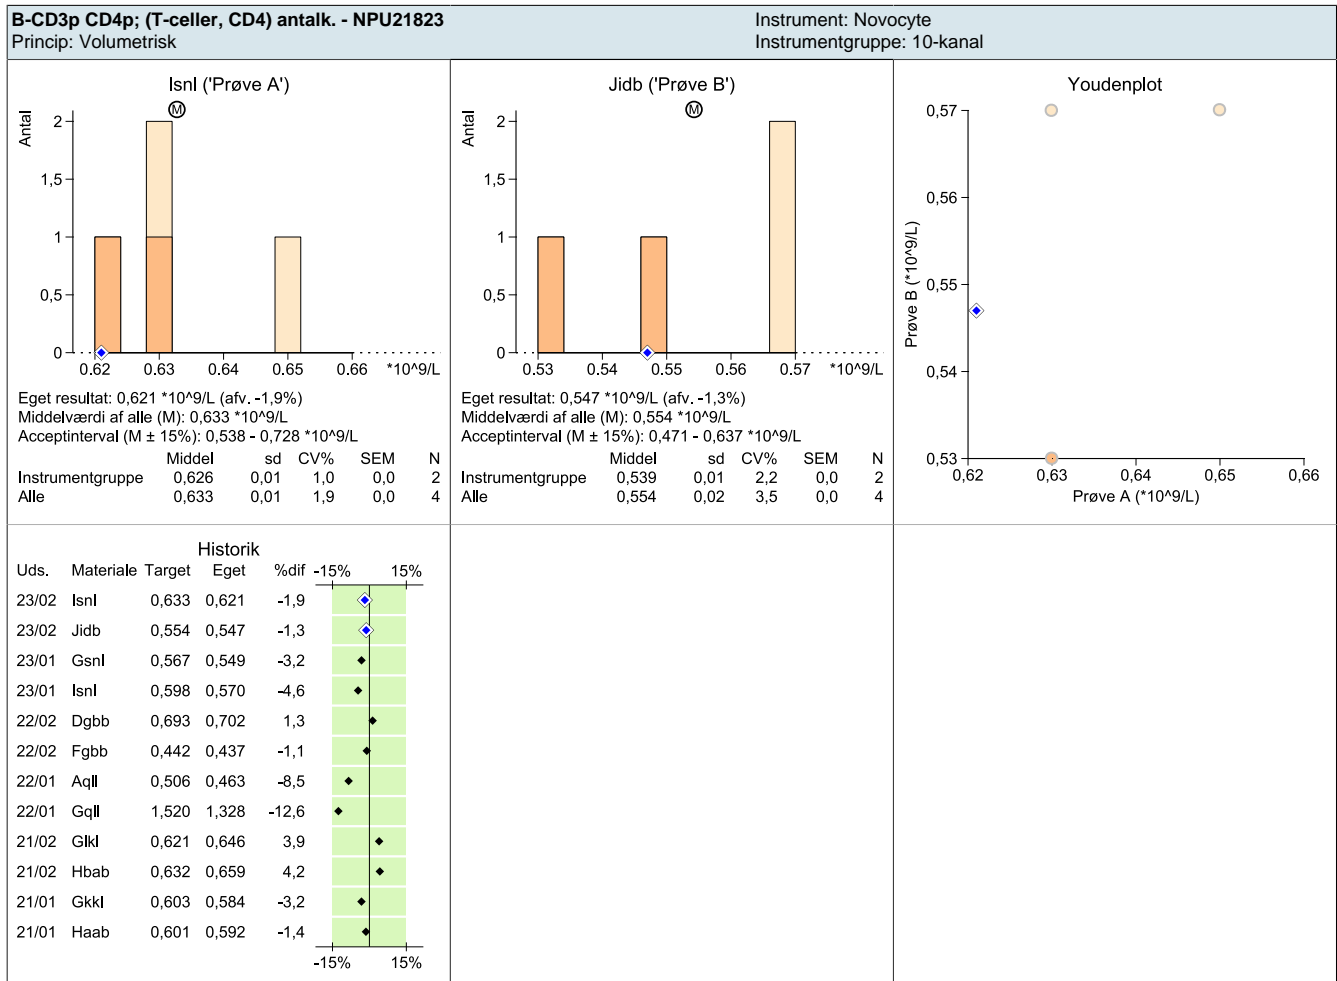 B-CD3p CD4p; (T-celler, CD4) antalk. - NPU21823
Princip: Volumetrisk
Instrument: Novocyte
Instrumentgruppe: 10-kanal
Isnl ('Prøve A')
M
Antal
2
1,5
1
0,5
0
0.62 0.63 0.64 0.65 0.66 *10^9/L
Eget resultat: 0,621 *10^9/L (afv. -1,9%)
Middelværdi af alle (M): 0,633 *10^9/L
Acceptinterval (M ± 15%): 0,538 - 0,728 *10^9/L
Middel sd CV% SEM N
Instrumentgruppe 0,626 0,01 1,0 0,0 2
Alle 0,633 0,01 1,9 0,0 4
Jidb ('Prøve B')
M
Antal
2
1,5
1
0,5
0
0.53 0.54 0.55 0.56 0.57 *10^9/L
Eget resultat: 0,547 *10^9/L (afv. -1,3%)
Middelværdi af alle (M): 0,554 *10^9/L
Acceptinterval (M ± 15%): 0,471 - 0,637 *10^9/L
Middel sd CV% SEM N
Instrumentgruppe 0,539 0,01 2,2 0,0 2
Alle 0,554 0,02 3,5 0,0 4
Youdenplot
Prøve B (*10^9/L)
0,57
0,56
0,55
0,54
0,53
0,62 0,63 0,64 0,65 0,66
Prøve A (*10^9/L)
Historik
Uds. Materiale Target Eget %dif -15% 15%
23/02 Isnl 0,633 0,621 -1,9
23/02 Jidb 0,554 0,547 -1,3
23/01 Gsnl 0,567 0,549 -3,2
23/01 Isnl 0,598 0,570 -4,6
22/02 Dgbb 0,693 0,702 1,3
22/02 Fgbb 0,442 0,437 -1,1
22/01 Aqll 0,506 0,463 -8,5
22/01 Gqll 1,520 1,328 -12,6
21/02 Glkl 0,621 0,646 3,9
21/02 Hbab 0,632 0,659 4,2
21/01 Gkkl 0,603 0,584 -3,2
21/01 Haab 0,601 0,592 -1,4
-15% 15%